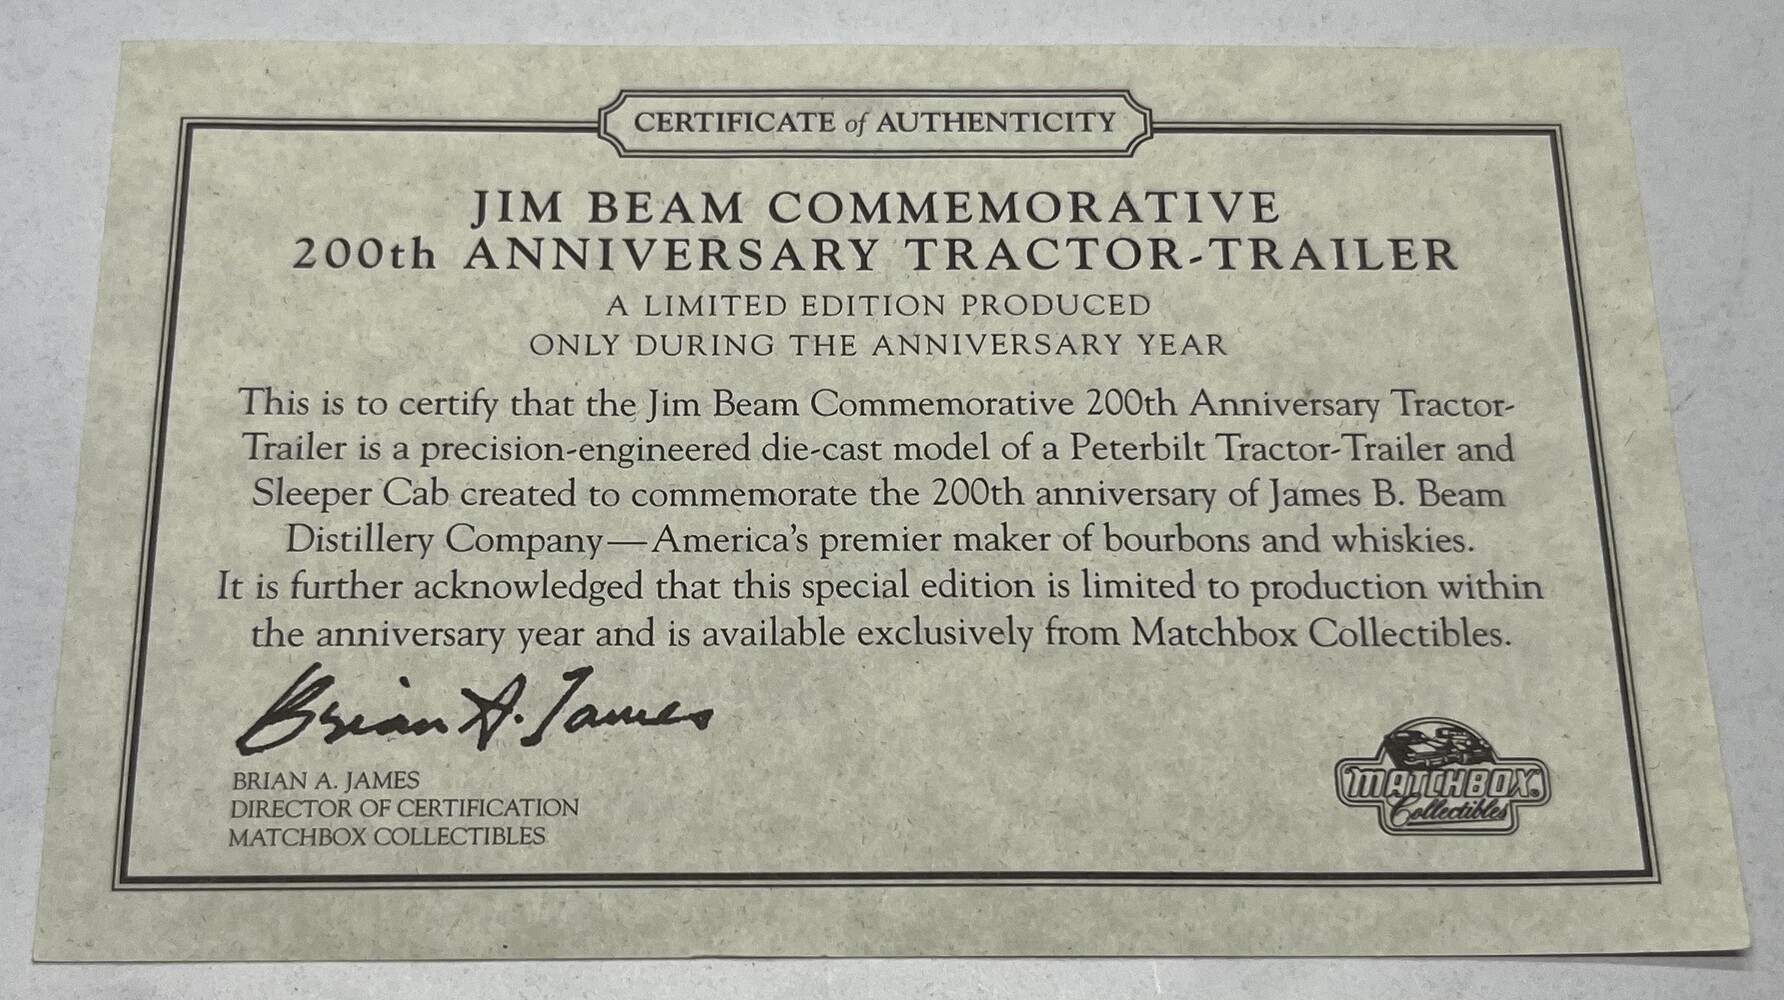 CERTIFICATE of AUTHENTICITY
JIM BEAM COMMEMORATIVE
200th ANNIVERSARY TRACTOR-TRAILER
A LIMITED EDITION PRODUCED
ONLY DURING THE ANNIVERSARY YEAR
This is to certify that the Jim Beam Commemorative 200th Anniversary Tractor-
Trailer is a precision-engineered die-cast model of a Peterbilt Tractor-Trailer and
Sleeper Cab created to commemorate the 200th anniversary of James B. Beam
Distillery Company—America's premier maker of bourbons and whiskies.
It is further acknowledged that this special edition is limited to production within
the anniversary year and is available exclusively from Matchbox Collectibles.
Brian A. James
BRIAN A. JAMES
DIRECTOR OF CERTIFICATION
MATCHBOX COLLECTIBLES
MATCHBOX®
Collectibles